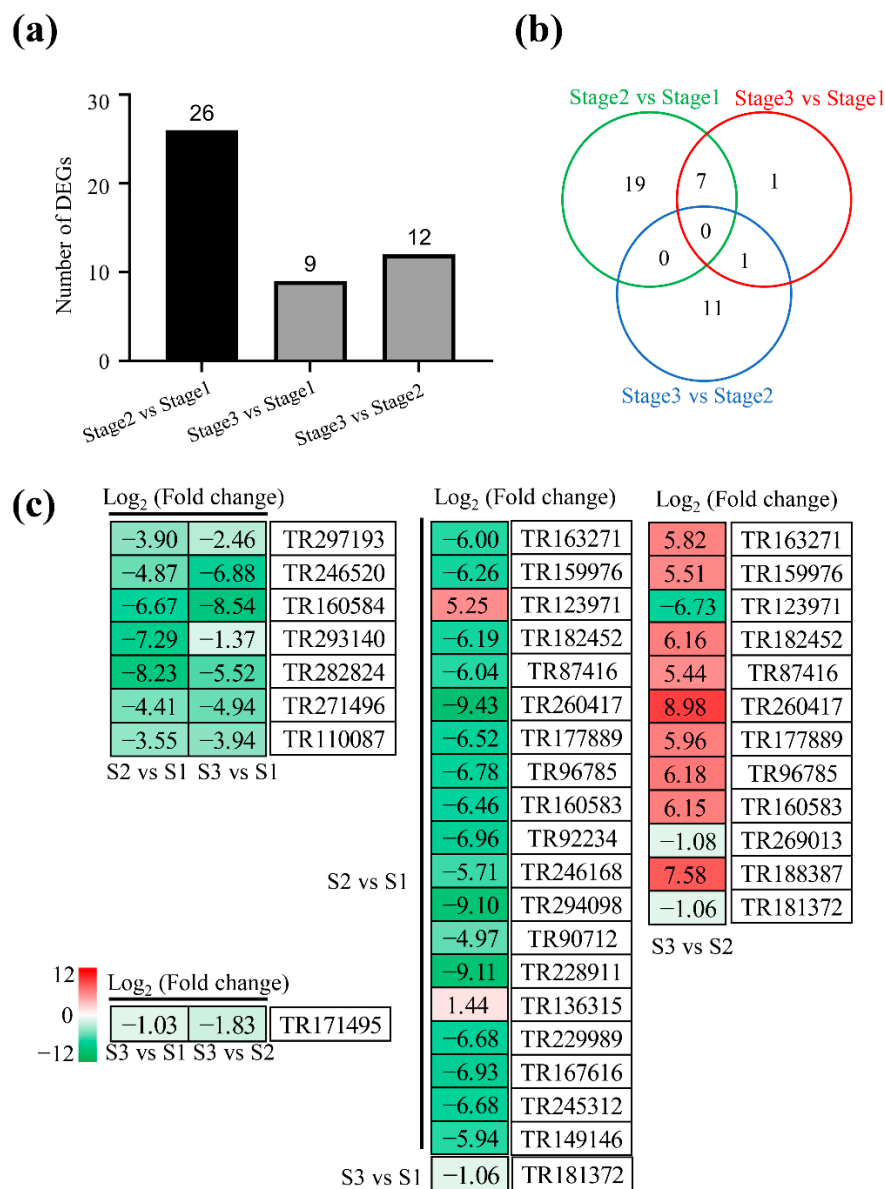 (a)
30
20
10
0
Number of DEGs
26
9
12
Stage2 vs Stage1
Stage3 vs Stage1
Stage3 vs Stage2
(b)
Stage2 vs Stage1
Stage3 vs Stage1
19
7
1
0
0
1
11
Stage3 vs Stage2
(c)
Log2 (Fold change)
−3.90 −2.46 TR297193
−4.87 −6.88 TR246520
−6.67 −8.54 TR160584
−7.29 −1.37 TR293140
−8.23 −5.52 TR282824
−4.41 −4.94 TR271496
−3.55 −3.94 TR110087
S2 vs S1 S3 vs S1
12
0
−12
Log2 (Fold change)
−1.03 −1.83 TR171495
S3 vs S1 S3 vs S2
Log2 (Fold change)
−6.00 TR163271
−6.26 TR159976
5.25 TR123971
−6.19 TR182452
−6.04 TR87416
−9.43 TR260417
−6.52 TR177889
−6.78 TR96785
−6.46 TR160583
−6.96 TR92234
−5.71 TR246168
−9.10 TR294098
−4.97 TR90712
−9.11 TR228911
1.44 TR136315
−6.68 TR229989
−6.93 TR167616
−6.68 TR245312
−5.94 TR149146
S2 vs S1
S3 vs S1 −1.06 TR181372
Log2 (Fold change)
5.82 TR163271
5.51 TR159976
−6.73 TR123971
6.16 TR182452
5.44 TR87416
8.98 TR260417
5.96 TR177889
6.18 TR96785
6.15 TR160583
−1.08 TR269013
7.58 TR188387
−1.06 TR181372
S3 vs S2